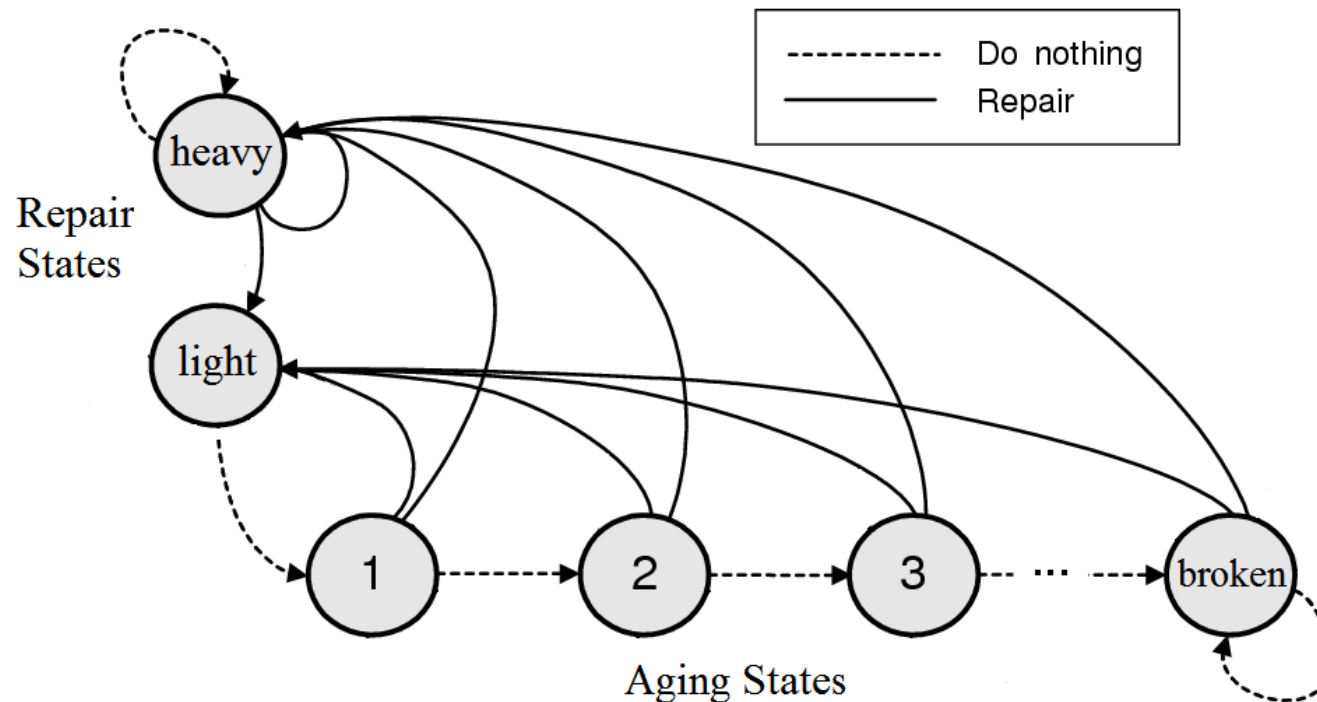 Do nothing
Repair
heavy
Repair
States
light
1
2
3
...
broken
Aging States